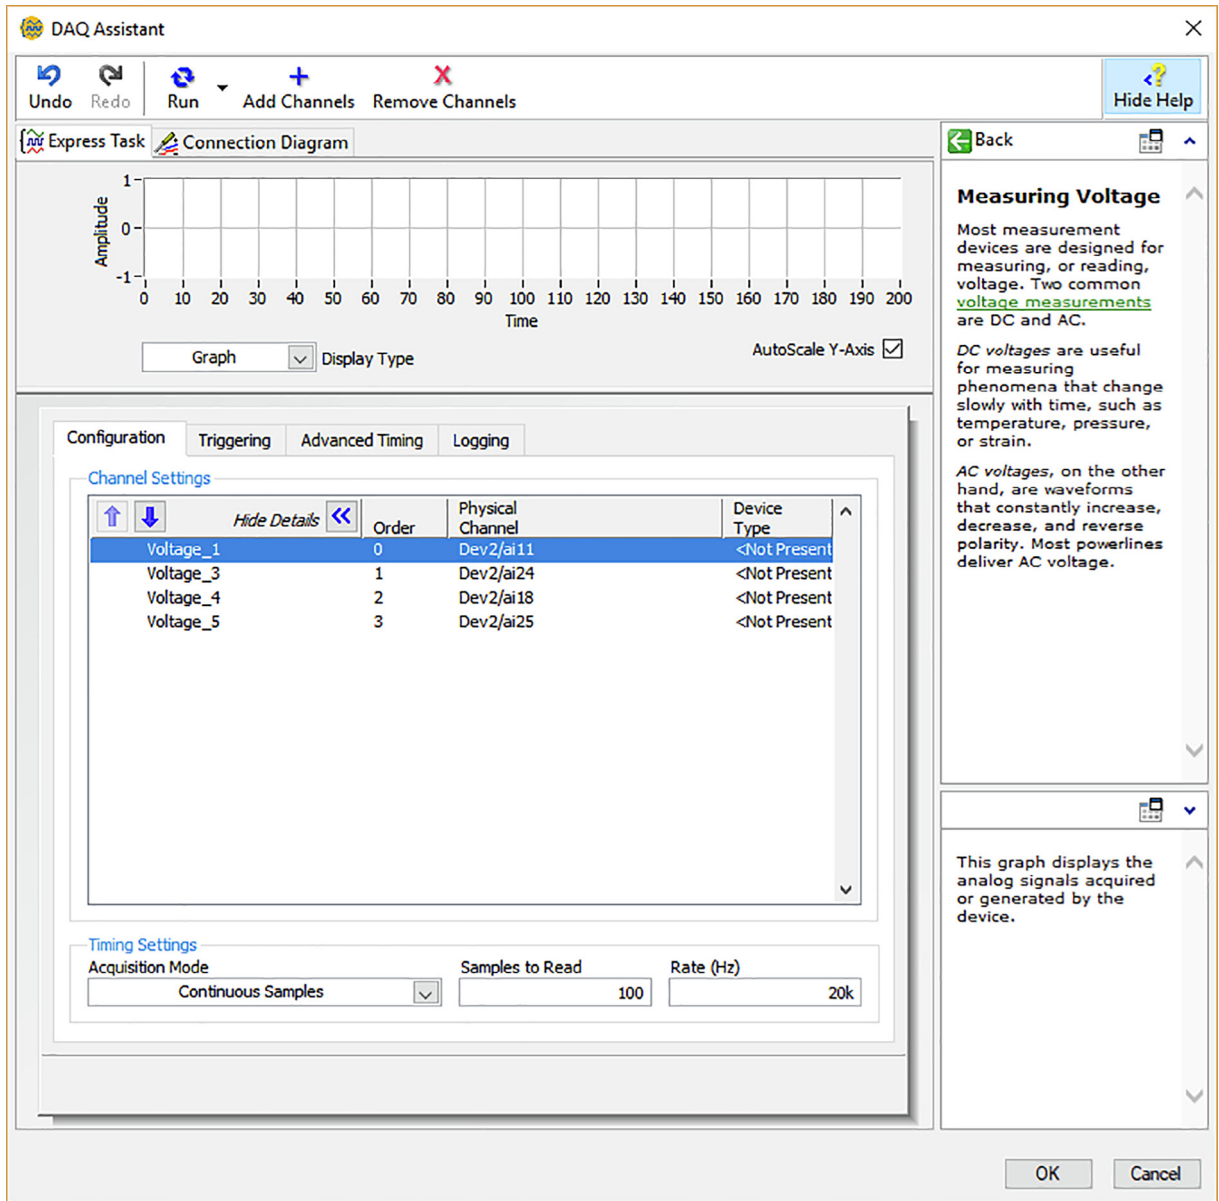 DAQ Assistant
Undo Redo Run Add Channels Remove Channels Hide Help
Express Task Connection Diagram
Amplitude
1
0
-1
0 10 20 30 40 50 60 70 80 90 100 110 120 130 140 150 160 170 180 190 200
Time
Graph Display Type AutoScale Y-Axis
Configuration Triggering Advanced Timing Logging
Channel Settings
Hide Details Order Physical Channel Device Type
Voltage_1 0 Dev2/ai11 <Not Present
Voltage_3 1 Dev2/ai24 <Not Present
Voltage_4 2 Dev2/ai18 <Not Present
Voltage_5 3 Dev2/ai25 <Not Present
Timing Settings
Acquisition Mode Samples to Read Rate (Hz)
Continuous Samples 100 20k
Back
Measuring Voltage
Most measurement
devices are designed for
measuring, or reading,
voltage. Two common
voltage measurements
are DC and AC.
DC voltages are useful
for measuring
phenomena that change
slowly with time, such as
temperature, pressure,
or strain.
AC voltages, on the other
hand, are waveforms
that constantly increase,
decrease, and reverse
polarity. Most powerlines
deliver AC voltage.
This graph displays the
analog signals acquired
or generated by the
device.
OK Cancel